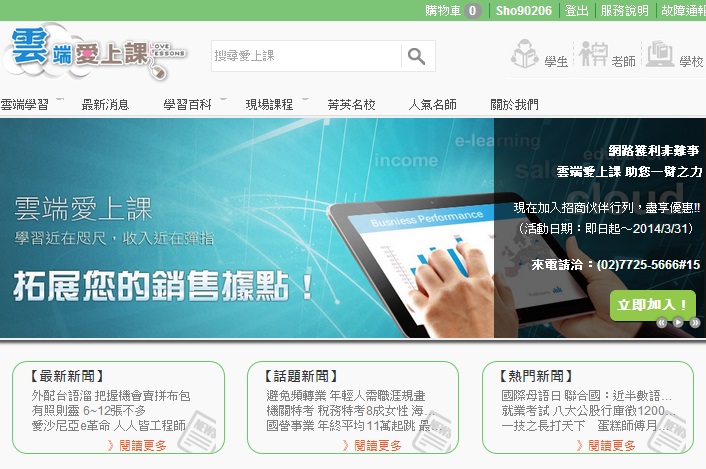 購物車 0 Sho90206 登出 服務說明 故障通報
雲端愛上課 LOVE LESSONS
搜尋愛上課
學生 老師 學校
雲端學習 最新消息 學習百科 現場課程 菁英名校 人氣名師 關於我們
e-learning
income
cloud
Business Performance
雲端愛上課
學習近在咫尺，收入近在彈指
拓展您的銷售據點！
網路獲利非難事
雲端愛上課 助您一臂之力
現在加入招商伙伴行列，盡享優惠!!
（活動日期：即日起～2014/3/31）
來電請洽：(02)7725-5666#15
立即加入！
【最新新聞】
外配台語溜 把握機會賣拼布包
有照則靈 6~12張不多
愛沙尼亞e革命 人人皆工程師
》閱讀更多
【話題新聞】
避免頻轉業 年輕人需職涯規畫
機關特考 稅務特考8成女性 海...
國營事業 年終平均11萬起跳 最
》閱讀更多
【熱門新聞】
國際母語日 聯合國：近半數語...
就業考試 八大公股行庫徵1200...
一技之長打天下 蛋糕師傅月...
》閱讀更多